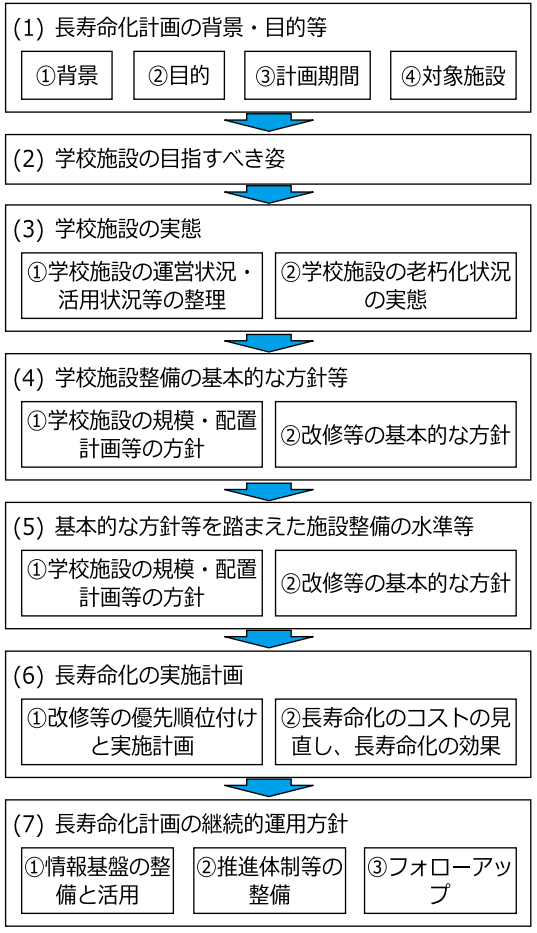 (1) 長寿命化計画の背景・目的等
①背景
②目的
③計画期間
④対象施設
(2) 学校施設の目指すべき姿
(3) 学校施設の実態
①学校施設の運営状況・
活用状況等の整理
②学校施設の老朽化状況
の実態
(4) 学校施設整備の基本的な方針等
①学校施設の規模・配置
計画等の方針
②改修等の基本的な方針
(5) 基本的な方針等を踏まえた施設整備の水準等
①学校施設の規模・配置
計画等の方針
②改修等の基本的な方針
(6) 長寿命化の実施計画
①改修等の優先順位付け
と実施計画
②長寿命化のコストの見
直し、長寿命化の効果
(7) 長寿命化計画の継続的運用方針
①情報基盤の整
備と活用
②推進体制等の
整備
③フォローアッ
プ